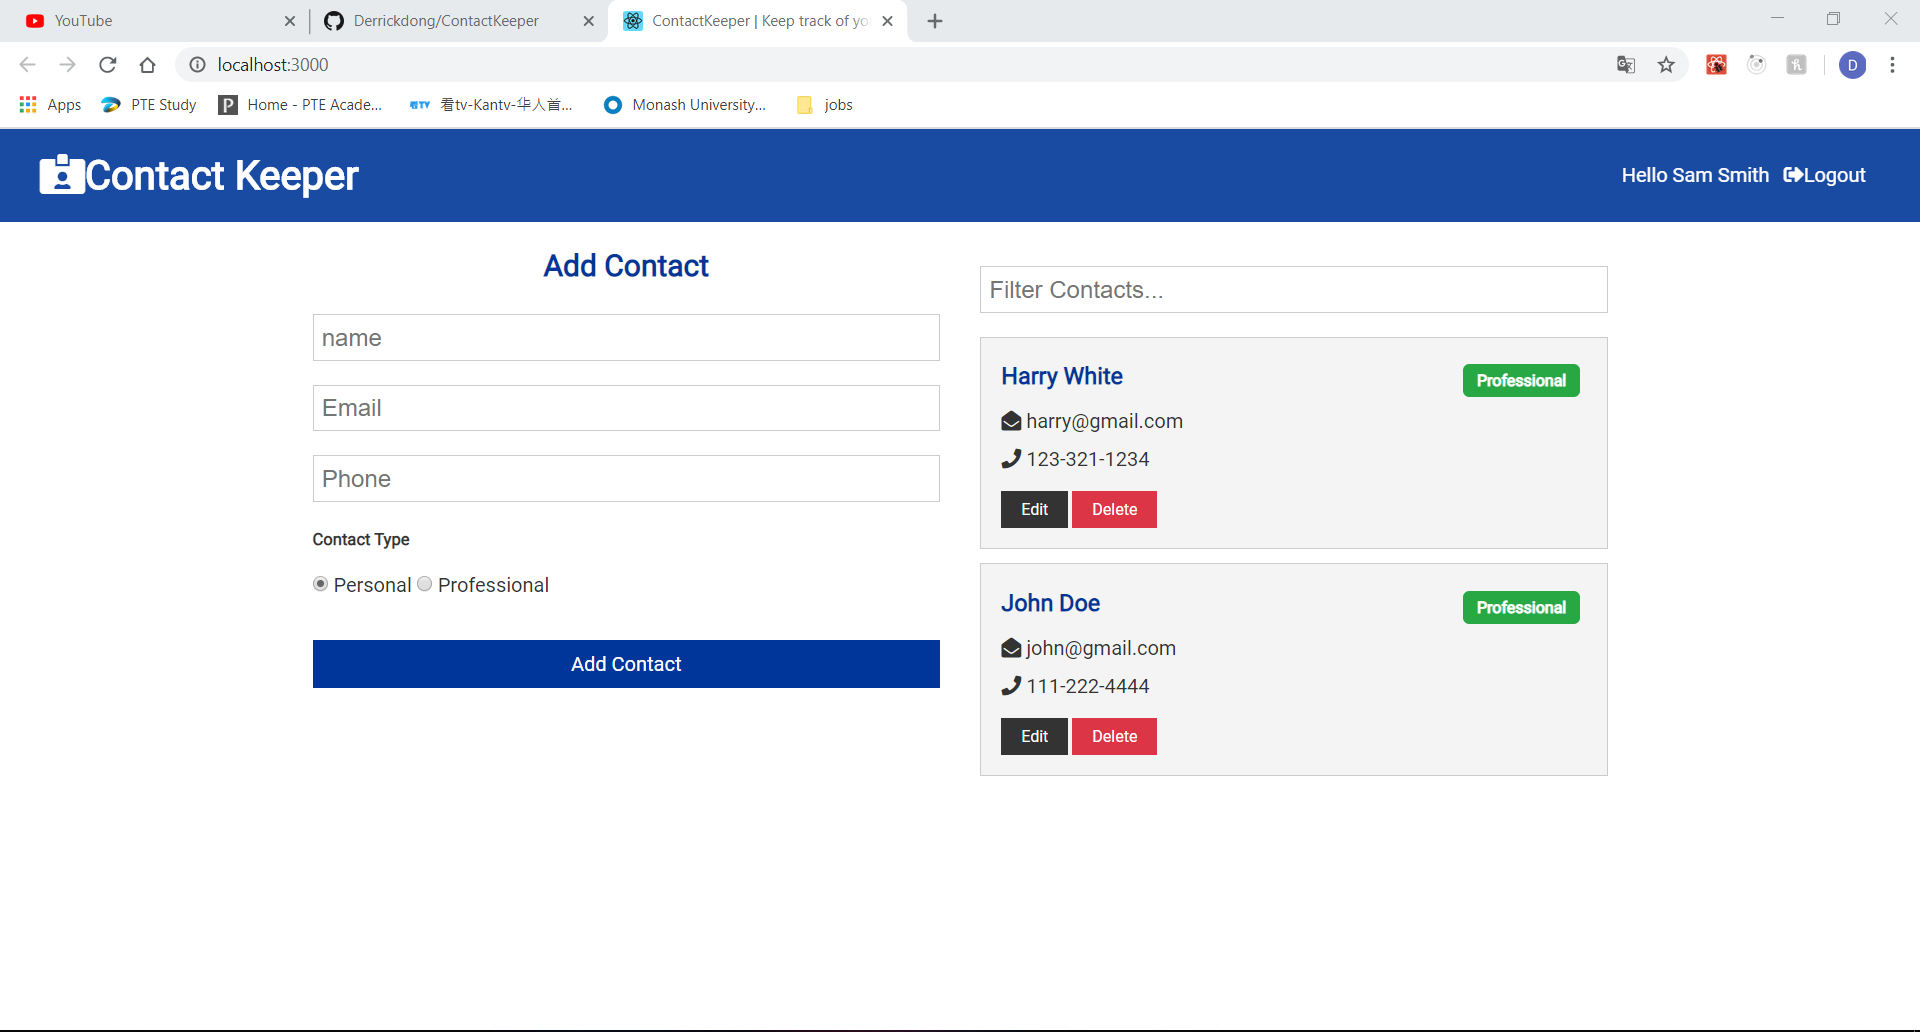 YouTube
Derrickdong/ContactKeeper
ContactKeeper | Keep track of yo
localhost:3000
D
Apps
PTE Study
Home - PTE Acade...
看tv-Kantv-华人首...
Monash University...
jobs
Contact Keeper
Hello Sam Smith
Logout
Add Contact
name
Email
Phone
Contact Type
Personal
Professional
Add Contact
Filter Contacts...
Harry White
Professional
harry@gmail.com
123-321-1234
Edit
Delete
John Doe
Professional
john@gmail.com
111-222-4444
Edit
Delete